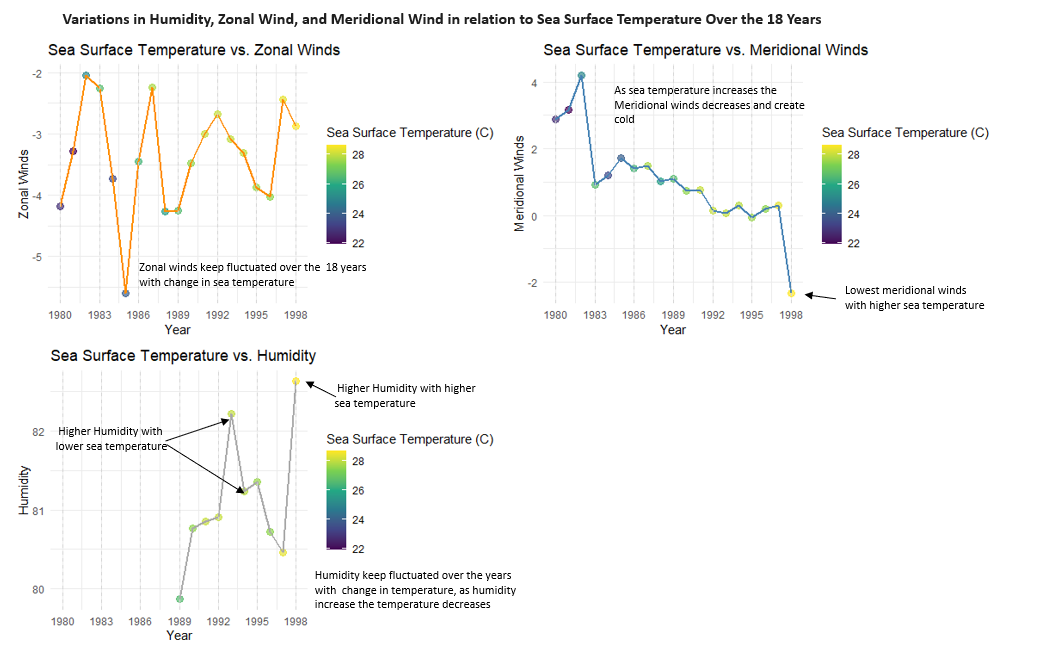 Variations in Humidity, Zonal Wind, and Meridional Wind in relation to Sea Surface Temperature Over the 18 Years
Sea Surface Temperature vs. Zonal Winds
-2
-3
-4
-5
Zonal Winds
1980 1983 1986 1989 1992 1995 1998
Year
Zonal winds keep fluctuated over the 18 years
with change in sea temperature
Sea Surface Temperature (C)
28
26
24
22
Sea Surface Temperature vs. Meridional Winds
4
2
0
-2
Meridional Winds
1980 1983 1986 1989 1992 1995 1998
Year
As sea temperature increases the
Meridional winds decreases and create
cold
Sea Surface Temperature (C)
28
26
24
22
Lowest meridional winds
with higher sea temperature
Sea Surface Temperature vs. Humidity
82
81
80
Humidity
1980 1983 1986 1989 1992 1995 1998
Year
Higher Humidity with
lower sea temperature
Higher Humidity with higher
sea temperature
Sea Surface Temperature (C)
28
26
24
22
Humidity keep fluctuated over the years
with change in temperature, as humidity
increase the temperature decreases